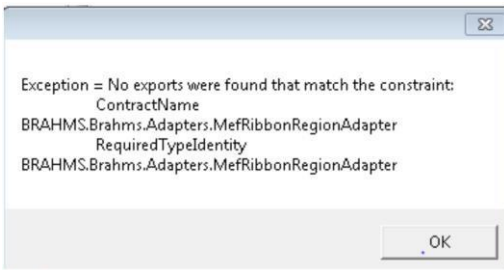 Exception = No exports were found that match the constraint:
ContractName
BRAHMS.Brahms.Adapters.MefRibbonRegionAdapter
RequiredTypeIdentity
BRAHMS.Brahms.Adapters.MefRibbonRegionAdapter
OK